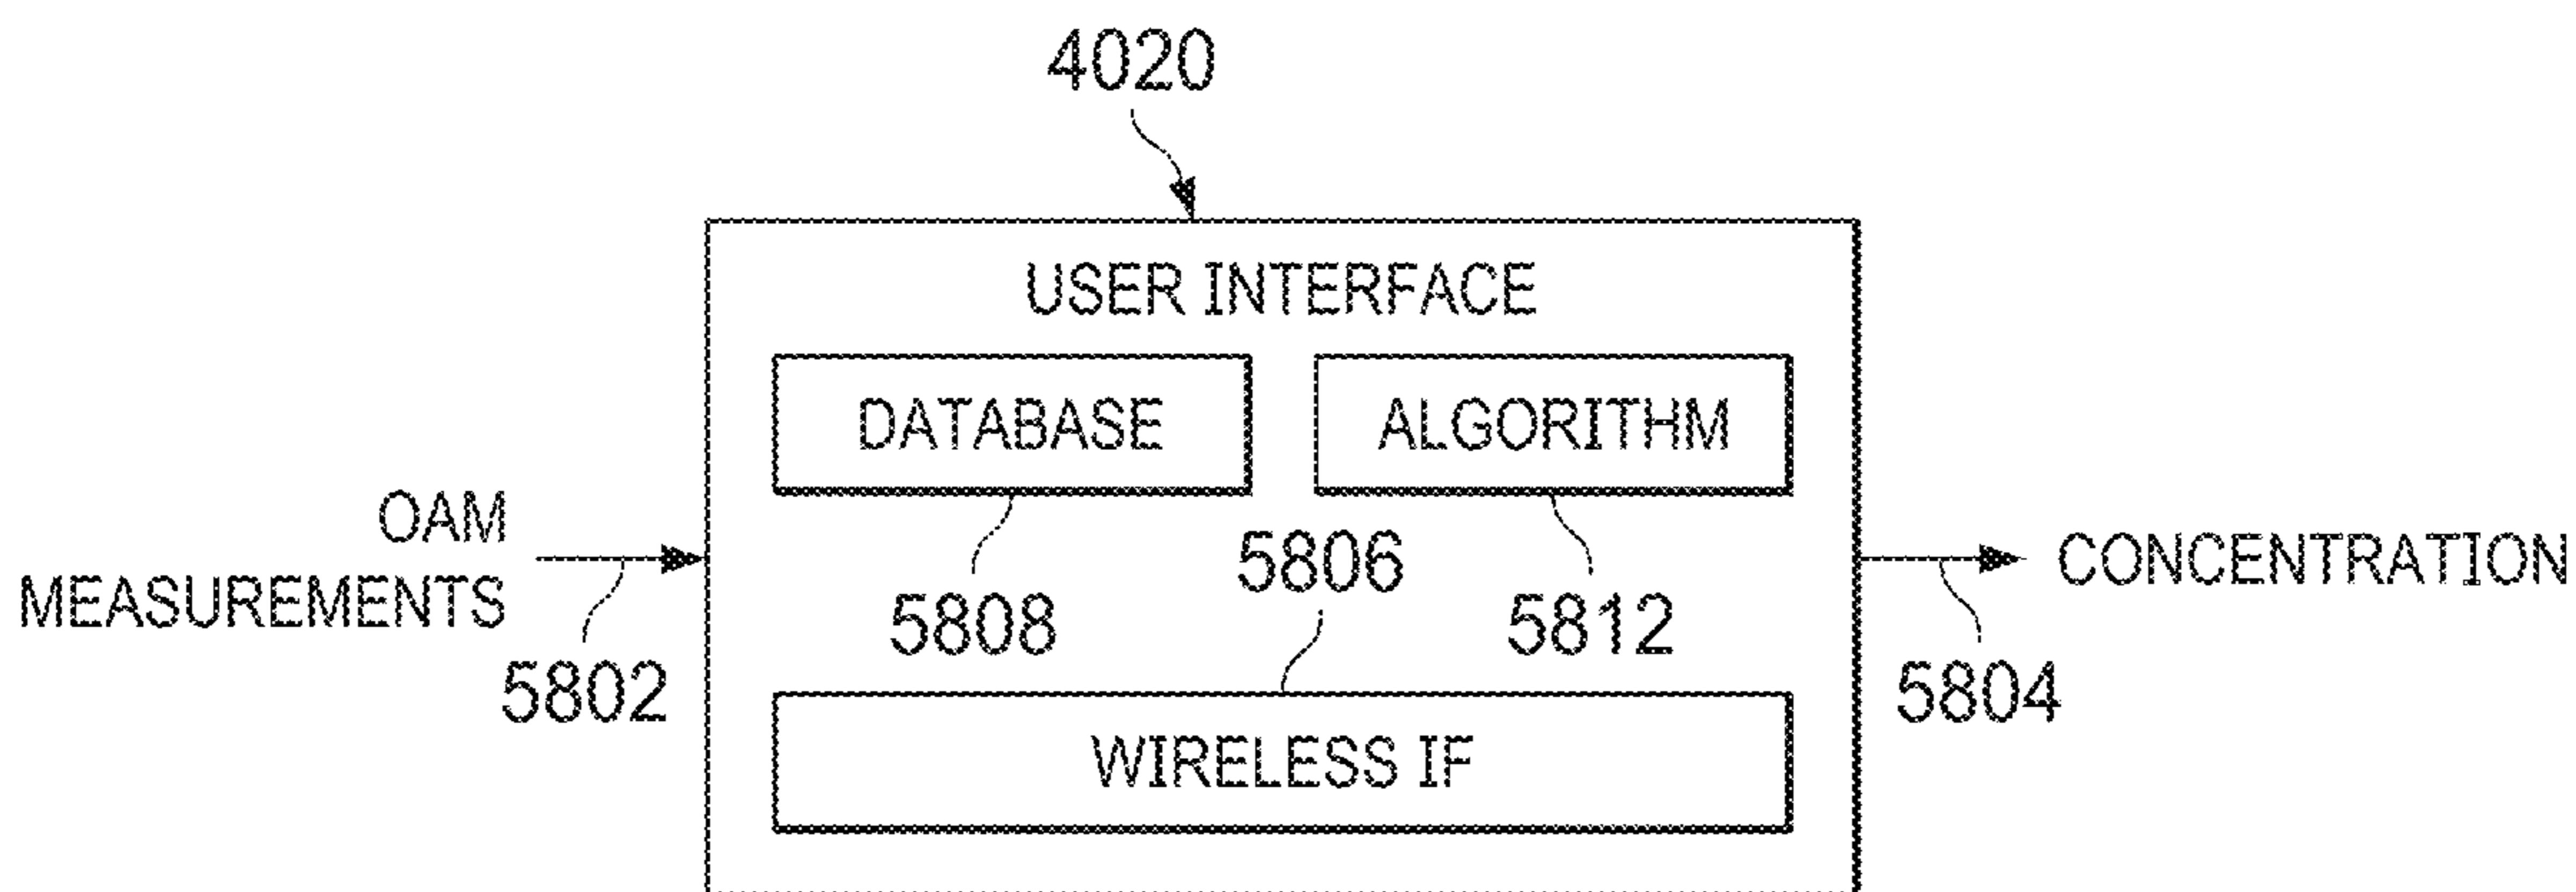 4020
USER INTERFACE
DATABASE
ALGORITHM
OAM
MEASUREMENTS
5802
5808
5806
5812
CONCENTRATION
5804
WIRELESS IF